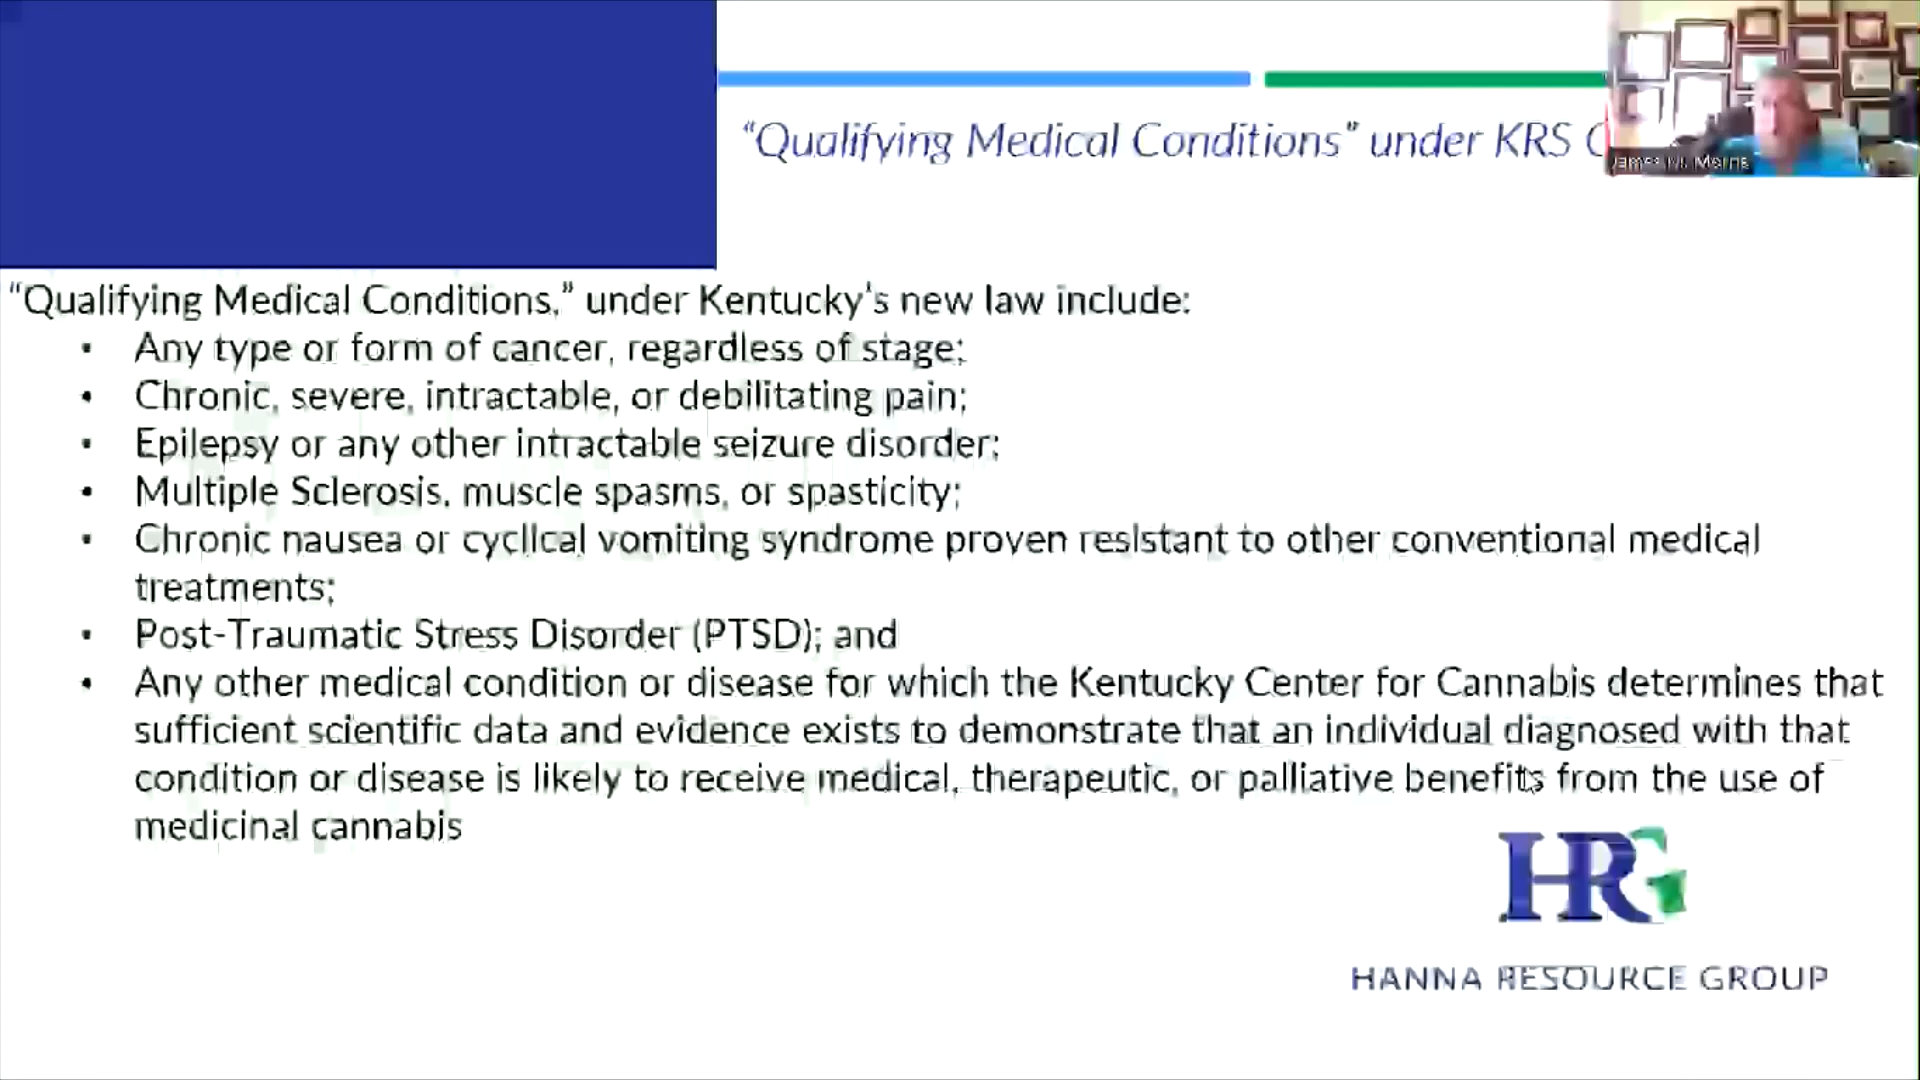 “Qualifying Medical Conditions” under KRS
“Qualifying Medical Conditions,” under Kentucky’s new law include:
• Any type or form of cancer, regardless of stage;
• Chronic, severe, intractable, or debilitating pain;
• Epilepsy or any other intractable seizure disorder;
• Multiple Sclerosis, muscle spasms, or spasticity;
• Chronic nausea or cyclical vomiting syndrome proven resistant to other conventional medical
treatments;
• Post-Traumatic Stress Disorder (PTSD); and
• Any other medical condition or disease for which the Kentucky Center for Cannabis determines that
sufficient scientific data and evidence exists to demonstrate that an individual diagnosed with that
condition or disease is likely to receive medical, therapeutic, or palliative benefits from the use of
medicinal cannabis
HRG
HANNA RESOURCE GROUP